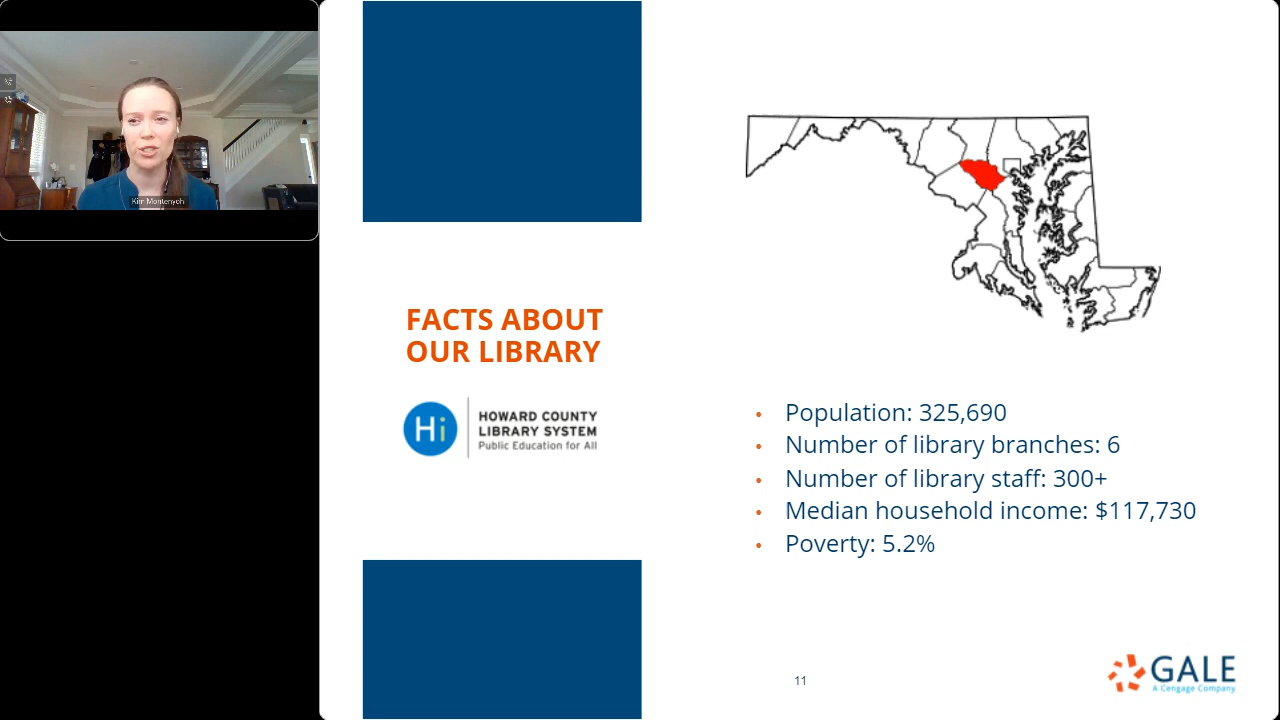 Kim Montenyohl
FACTS ABOUT
OUR LIBRARY
Hi
HOWARD COUNTY
LIBRARY SYSTEM
Public Education for All
• Population: 325,690
• Number of library branches: 6
• Number of library staff: 300+
• Median household income: $117,730
• Poverty: 5.2%
11
GALE
A Cengage Company